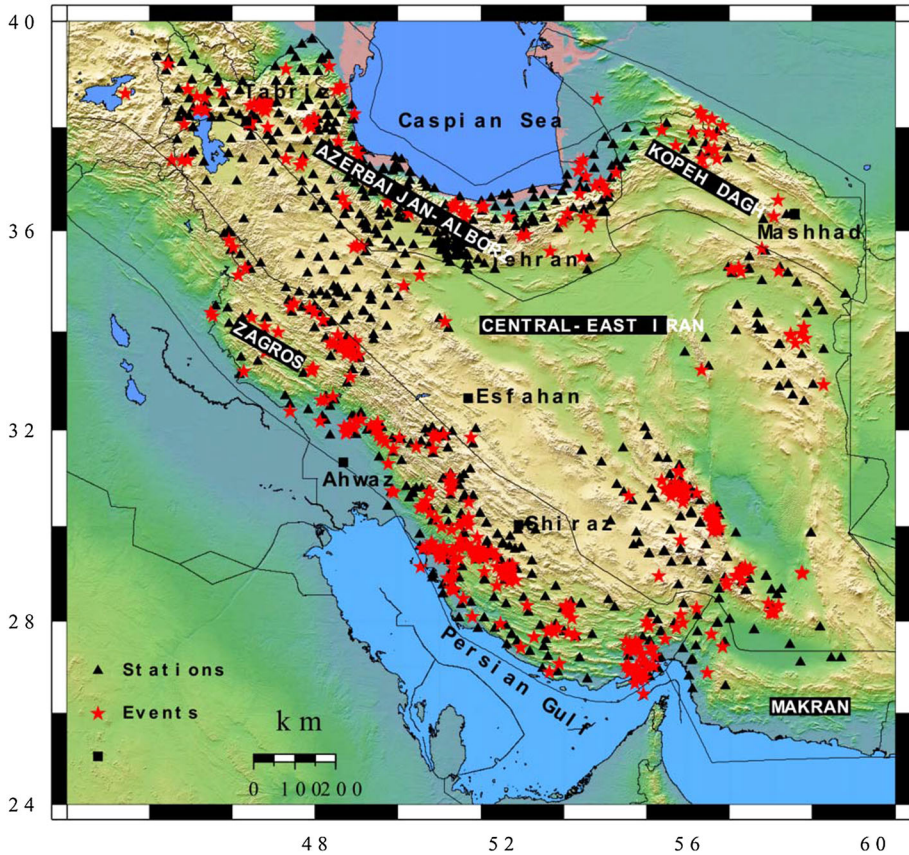 40
Tabriz
Caspian Sea
AZERBAIJAN-ALBORZ
KOPEH DAGH
36
Mashhad
Tehran
CENTRAL-EAST IRAN
ZAGROS
Esfahan
32
Ahwaz
Shiraz
28
Persian Gulf
Stations
Events
MAKRAN
km
0 100 200
24
48 52 56 60